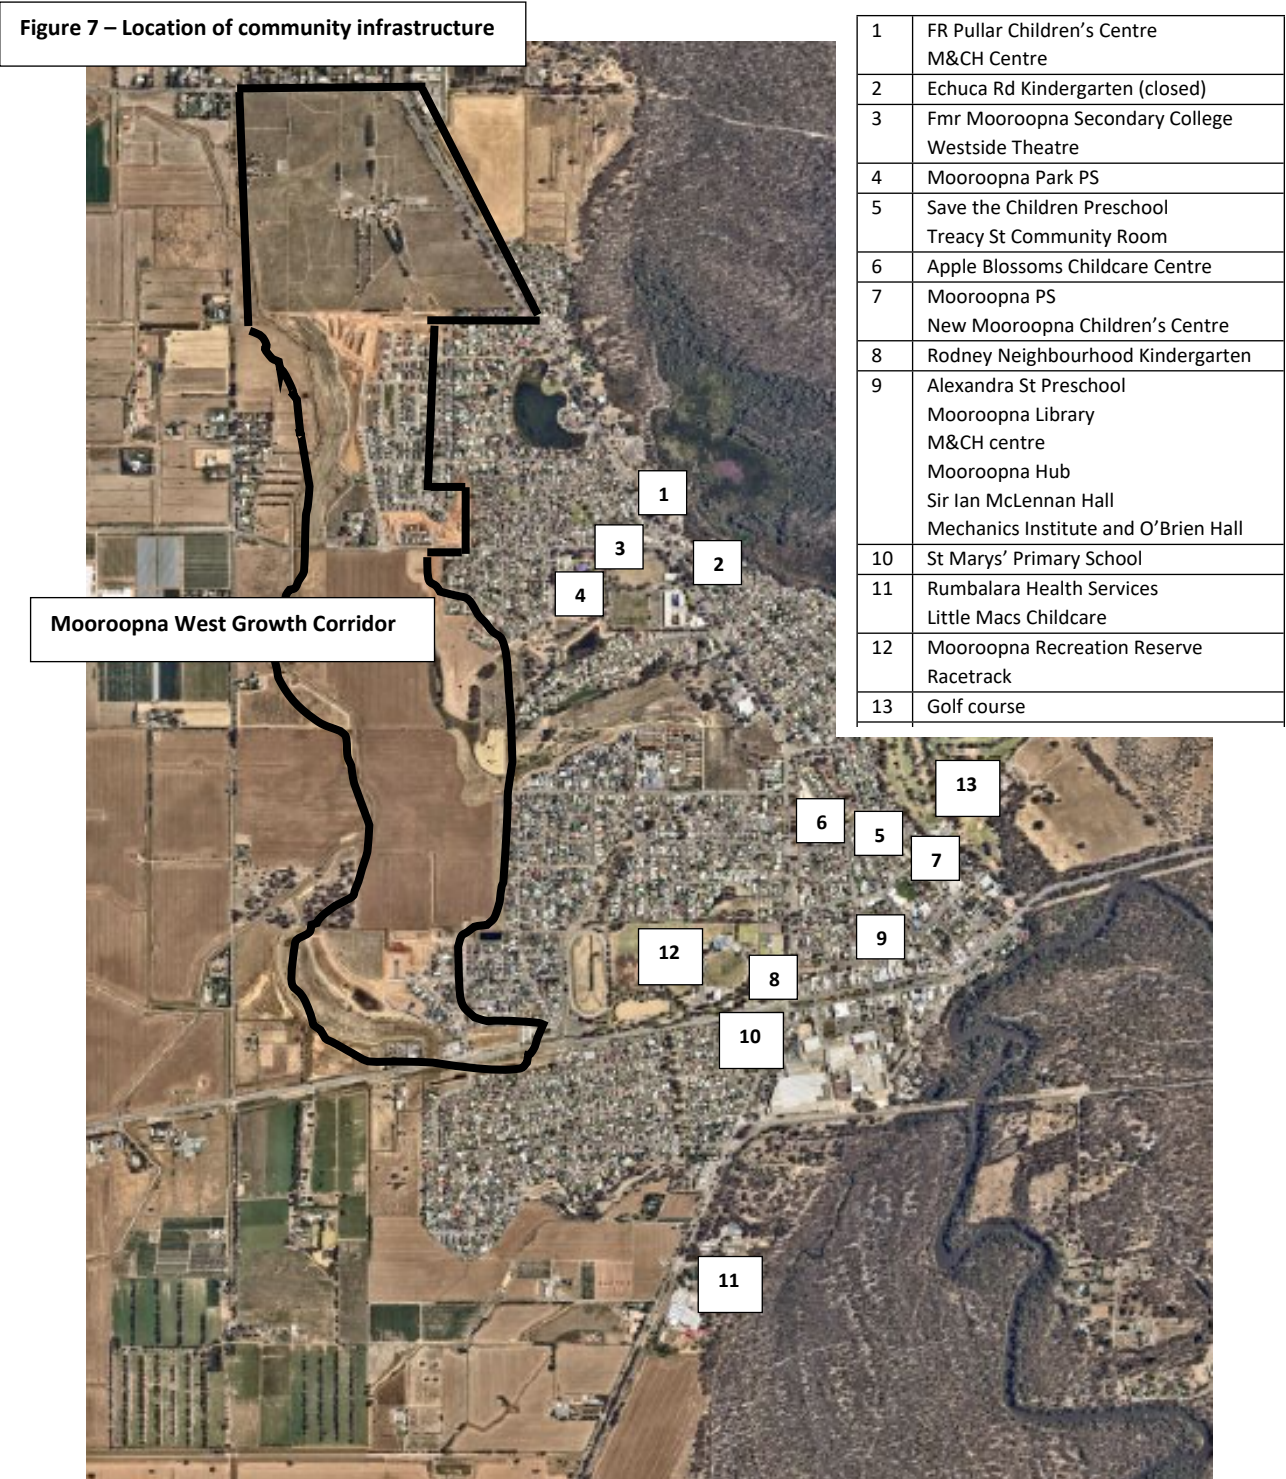 Figure 7 – Location of community infrastructure
1 FR Pullar Children's Centre
M&CH Centre
2 Echuca Rd Kindergarten (closed)
3 Fmr Mooroopna Secondary College
Westside Theatre
4 Mooroopna Park PS
5 Save the Children Preschool
Treacy St Community Room
6 Apple Blossoms Childcare Centre
7 Mooroopna PS
New Mooroopna Children's Centre
8 Rodney Neighbourhood Kindergarten
9 Alexandra St Preschool
Mooroopna Library
M&CH centre
Mooroopna Hub
Sir Ian McLennan Hall
Mechanics Institute and O'Brien Hall
10 St Marys' Primary School
11 Rumbalara Health Services
Little Macs Childcare
12 Mooroopna Recreation Reserve
Racetrack
13 Golf course
1
3
2
4
Mooroopna West Growth Corridor
13
6
5
7
9
12
8
10
11